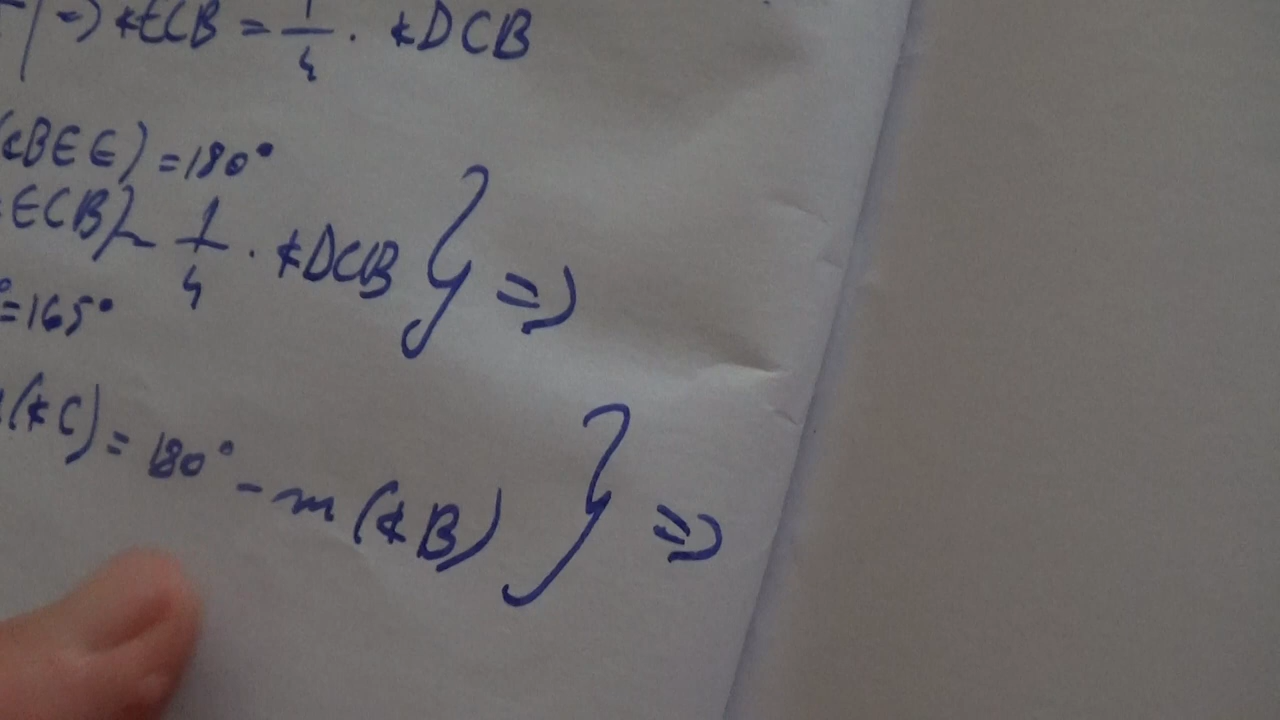 => ∢ECB = 1/4 · ∢DCB
(∢BEC) = 180°
ECB) = 1/4 · ∢DCB } =>
= 165°
(∢C) = 180° - m(∢B) } =>